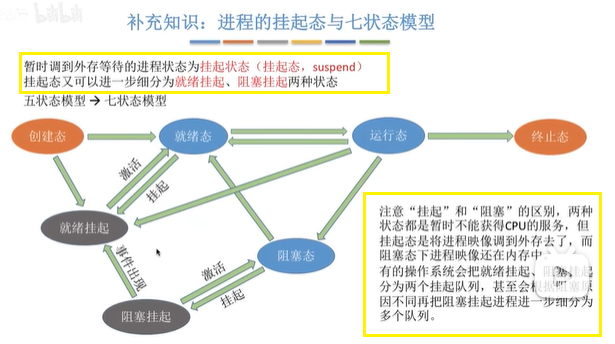 补充知识：进程的挂起态与七状态模型
暂时调到外存等待的进程状态为挂起状态（挂起态，suspend）
挂起态又可以进一步细分为就绪挂起、阻塞挂起两种状态
五状态模型→七状态模型
创建态
就绪态
运行态
终止态
激活
挂起
就绪挂起
事件出现
阻塞态
激活
挂起
阻塞挂起
注意“挂起”和“阻塞”的区别，两种
状态都是暂时不能获得CPU的服务，但
挂起态是将进程映像调到外存去了，而
阻塞态下进程映像还在内存中。
有的操作系统会把就绪挂起、阻塞挂起
分为两个挂起队列，甚至会根据阻塞原
因不同再把阻塞挂起进程进一步细分为
多个队列。